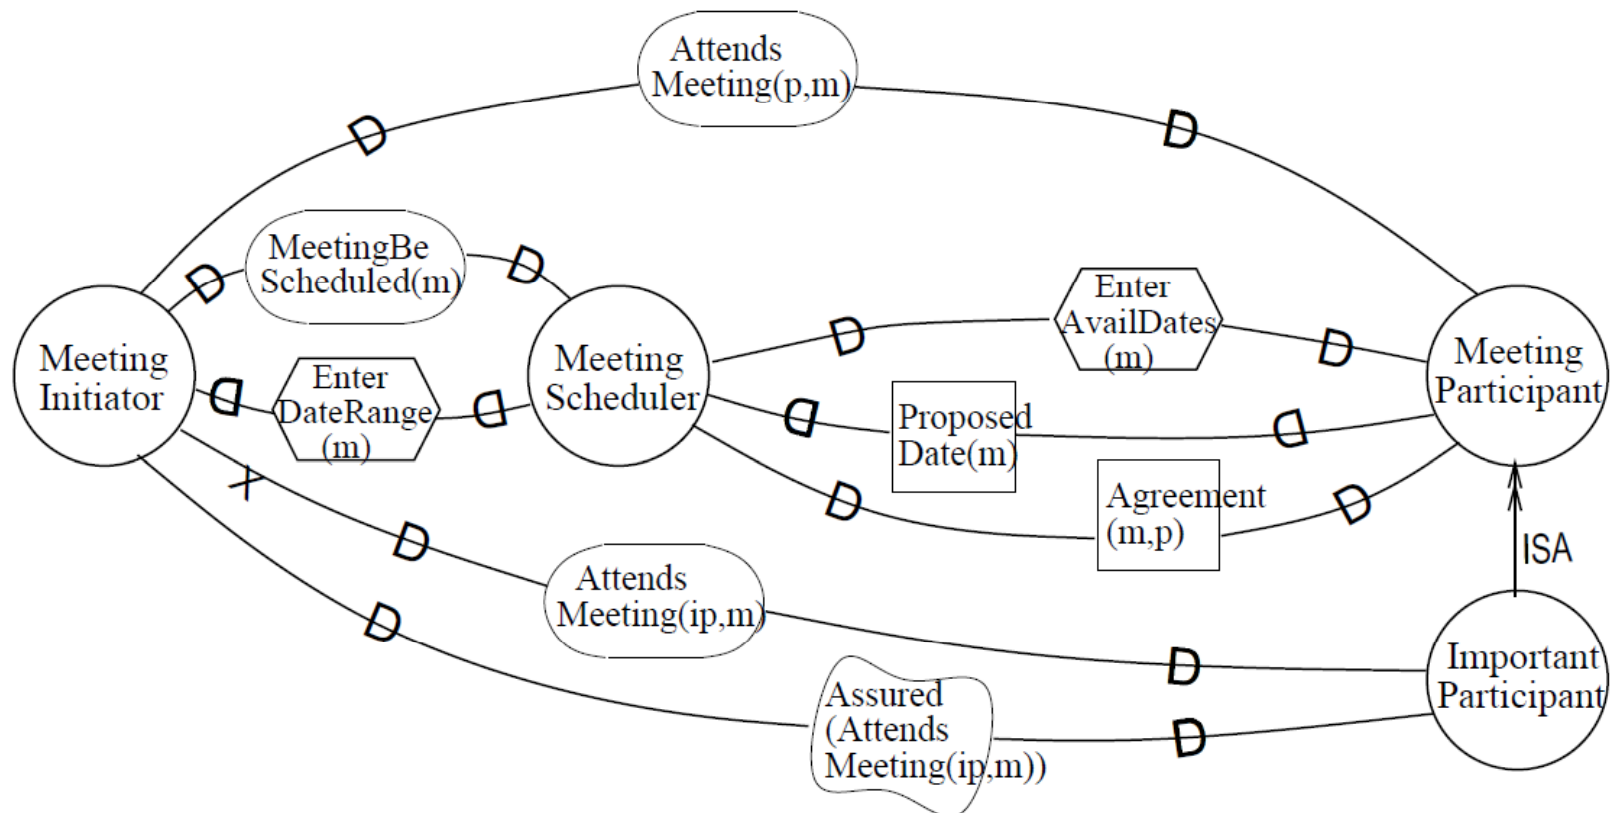 Attends
Meeting(p,m)
D
D
MeetingBe
Scheduled(m)
D
D
Meeting
Initiator
Enter
DateRange
(m)
D
D
Meeting
Scheduler
D
Enter
AvailDates
(m)
D
Meeting
Participant
D
Proposed
Date(m)
D
D
Agreement
(m,p)
D
ISA
X
D
Attends
Meeting(ip,m)
D
Important
Participant
D
Assured
(Attends
Meeting(ip,m))
D